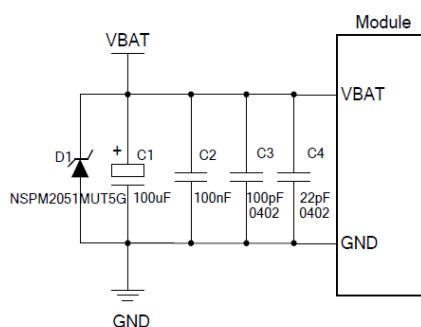 Module
VBAT
VBAT
D1
+
C1
C2
C3
C4
NSPM2051MUT5G
100uF
100nF
100pF
0402
22pF
0402
GND
GND